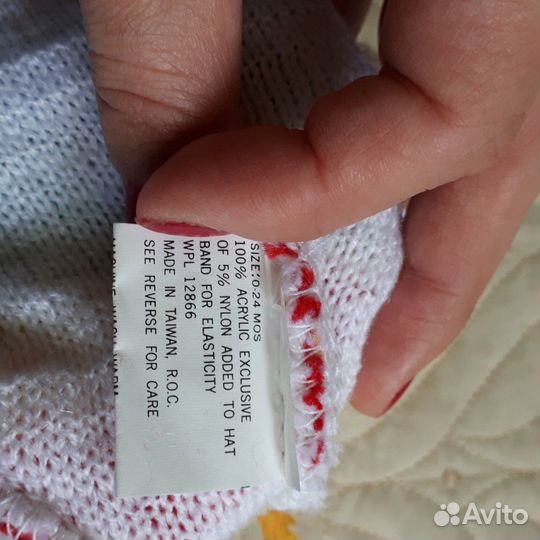 SIZE:0-24 MOS
100% ACRYLIC EXCLUSIVE
OF 5% NYLON ADDED TO HAT
BAND FOR ELASTICITY
WPL 12866
MADE IN TAIWAN, R.O.C.
SEE REVERSE FOR CARE
Avito